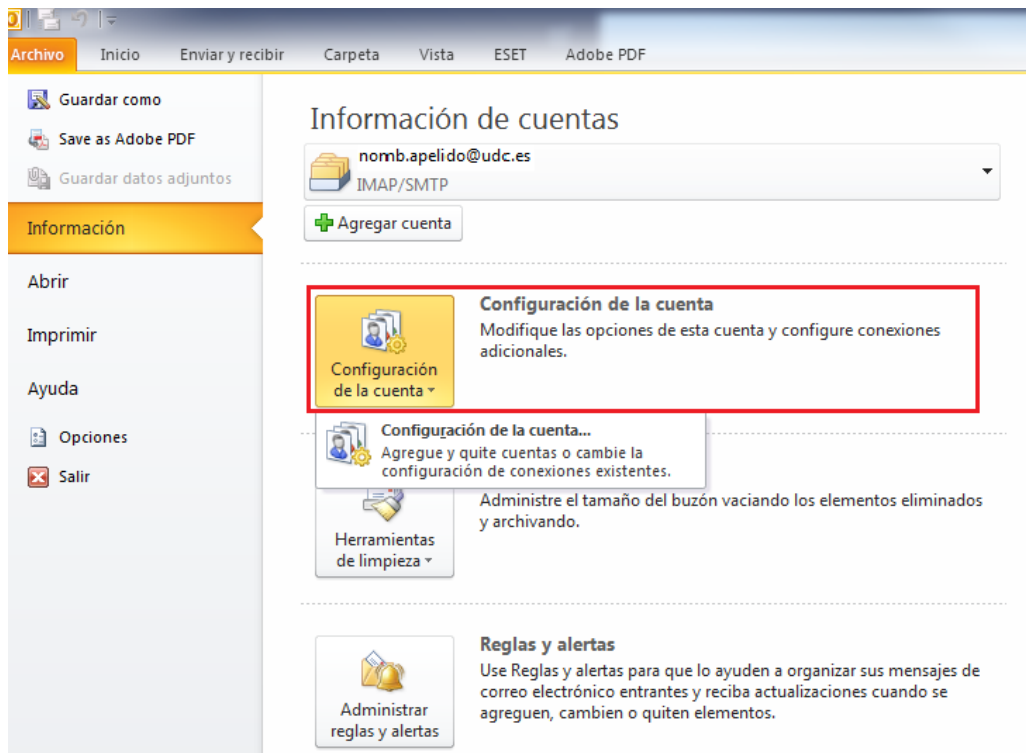 Archivo Inicio Enviar y recibir Carpeta Vista ESET Adobe PDF
Guardar como
Save as Adobe PDF
Guardar datos adjuntos
Información
Abrir
Imprimir
Ayuda
Opciones
Salir
Información de cuentas
nomb.apelido@udc.es
IMAP/SMTP
Agregar cuenta
Configuración
de la cuenta
Configuración de la cuenta
Modifique las opciones de esta cuenta y configure conexiones
adicionales.
Configuración de la cuenta...
Agregue y quite cuentas o cambie la
configuración de conexiones existentes.
Herramientas
de limpieza
Administre el tamaño del buzón vaciando los elementos eliminados
y archivando.
Administrar
reglas y alertas
Reglas y alertas
Use Reglas y alertas para que lo ayuden a organizar sus mensajes de
correo electrónico entrantes y reciba actualizaciones cuando se
agreguen, cambien o quiten elementos.